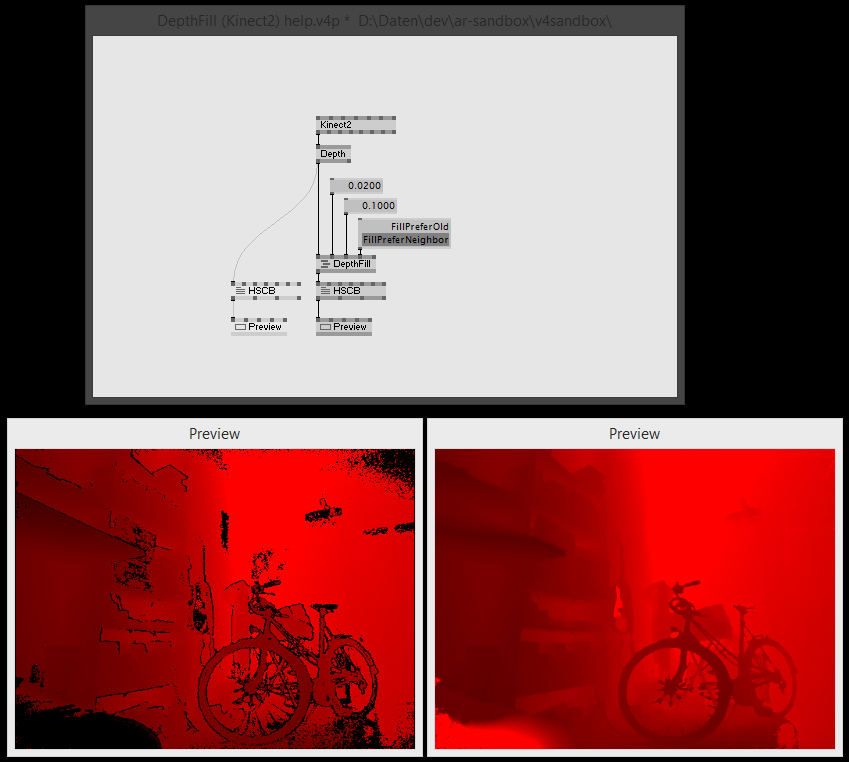 DepthFill (Kinect2) help.v4p * D:\Daten\dev\ar-sandbox\v4sandbox\
Kinect2
Depth
0.0200
0.1000
FillPreferOld
FillPreferNeighbor
DepthFill
HSCB HSCB
Preview Preview
Preview Preview